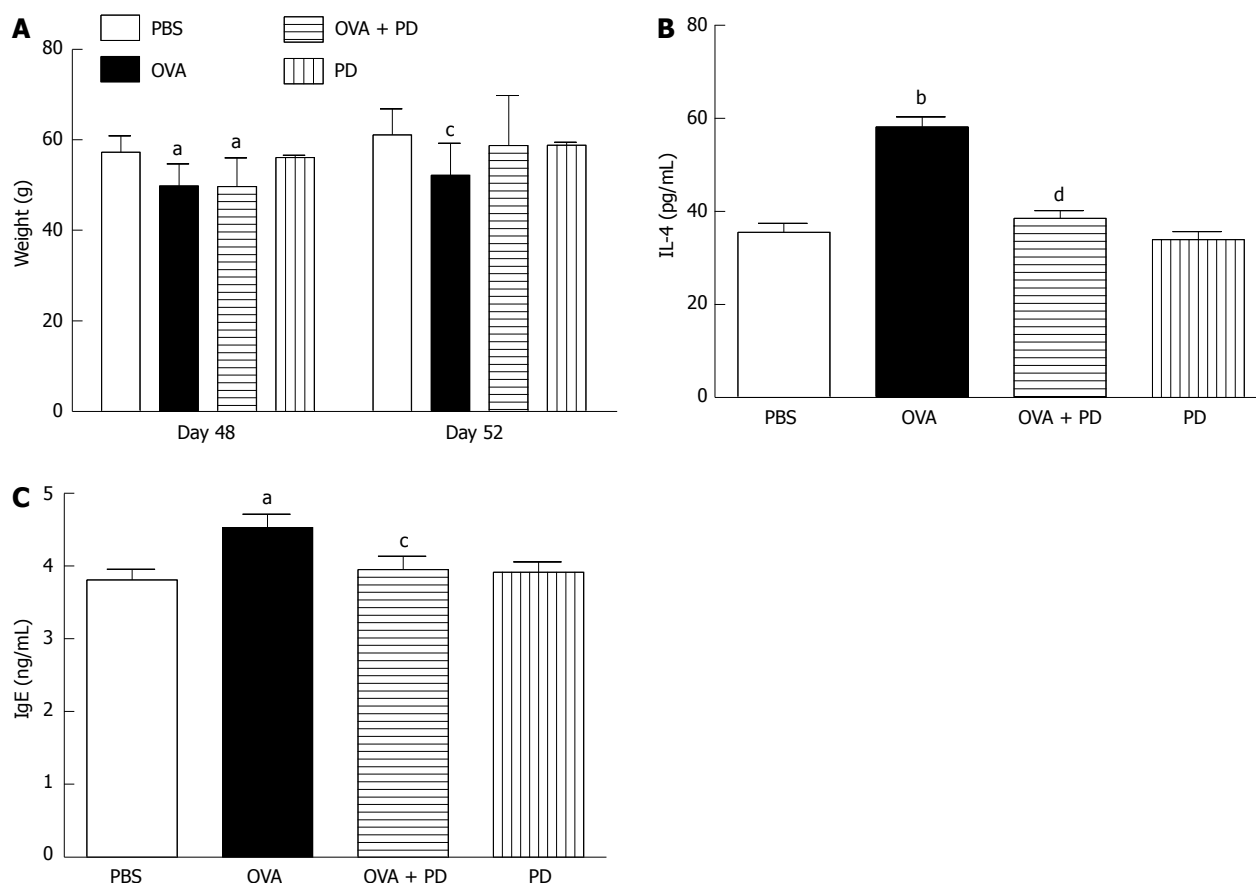 A
PBS
OVA
OVA + PD
PD
80
60
40
20
0
Weight (g)
a
a
c
Day 48
Day 52
B
80
60
40
20
0
IL-4 (pg/mL)
b
d
PBS
OVA
OVA + PD
PD
C
5
4
3
2
1
0
IgE (ng/mL)
a
c
PBS
OVA
OVA + PD
PD